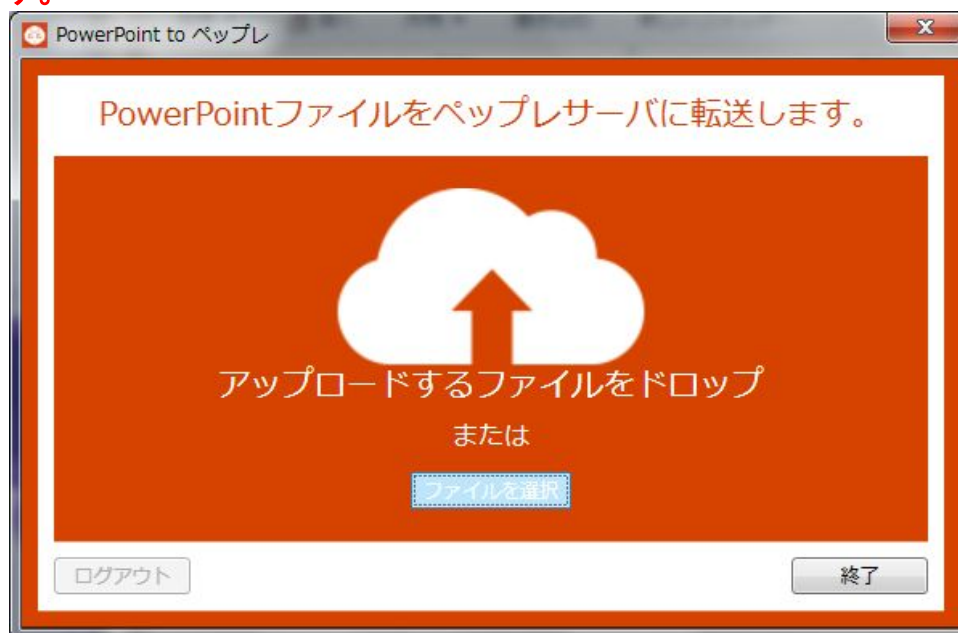 す。
PowerPoint to ペップレ
PowerPointファイルをペップレサーバに転送します。
アップロードするファイルをドロップ
または
ファイルを選択
ログアウト
終了